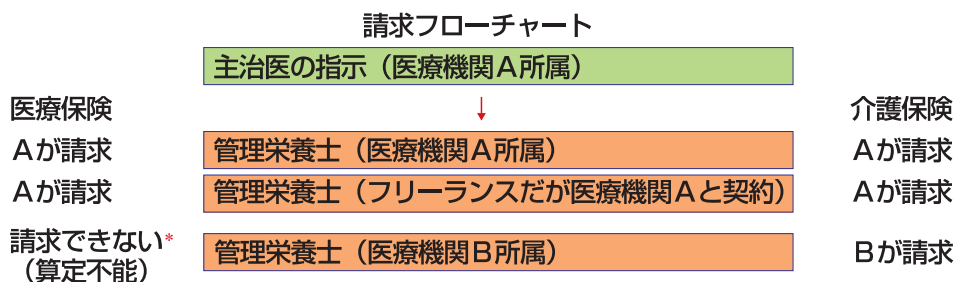 請求フローチャート
主治医の指示（医療機関A所属）
↓
医療保険 介護保険
Aが請求 管理栄養士（医療機関A所属） Aが請求
Aが請求 管理栄養士（フリーランスだが医療機関Aと契約） Aが請求
請求できない* 管理栄養士（医療機関B所属） Bが請求
（算定不能）